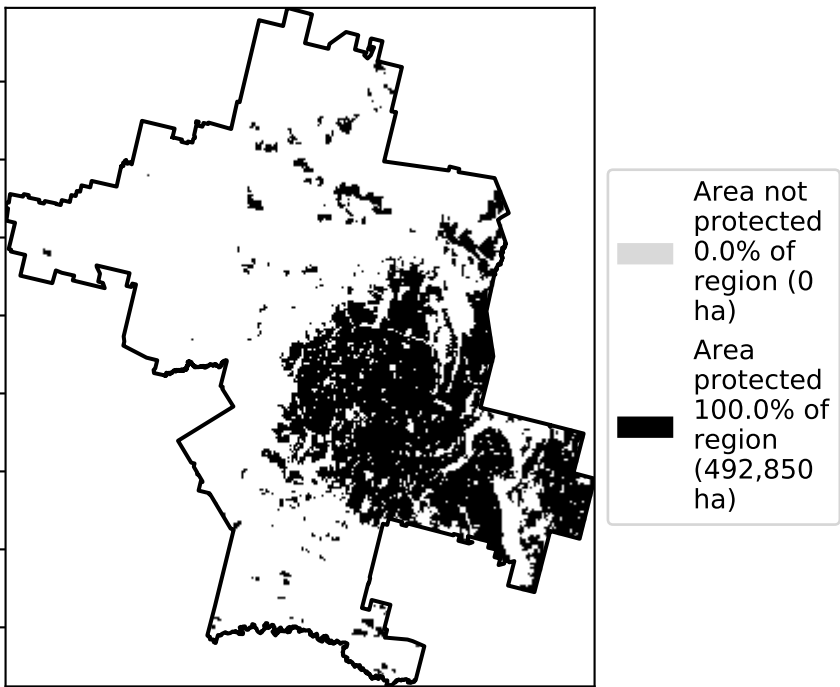 Area not
protected
0.0% of
region (0
ha)
Area
protected
100.0% of
region
(492,850
ha)